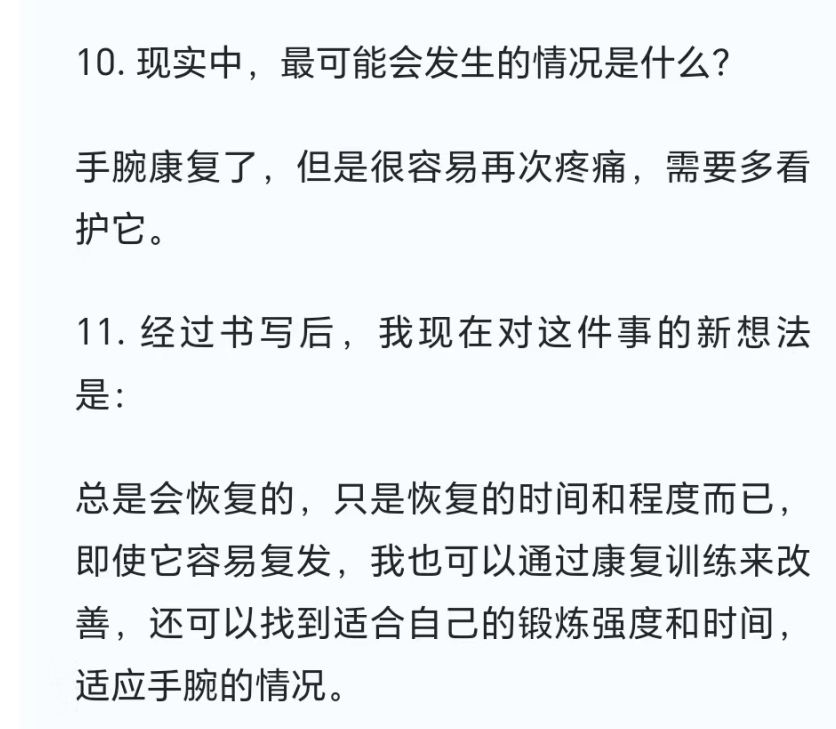 10. 现实中，最可能会发生的情况是什么？
手腕康复了，但是很容易再次疼痛，需要多看
护它。
11. 经过书写后，我现在对这件事的新想法
是：
总是会恢复的，只是恢复的时间和程度而已，
即使它容易复发，我也可以通过康复训练来改
善，还可以找到适合自己的锻炼强度和时间，
适应手腕的情况。